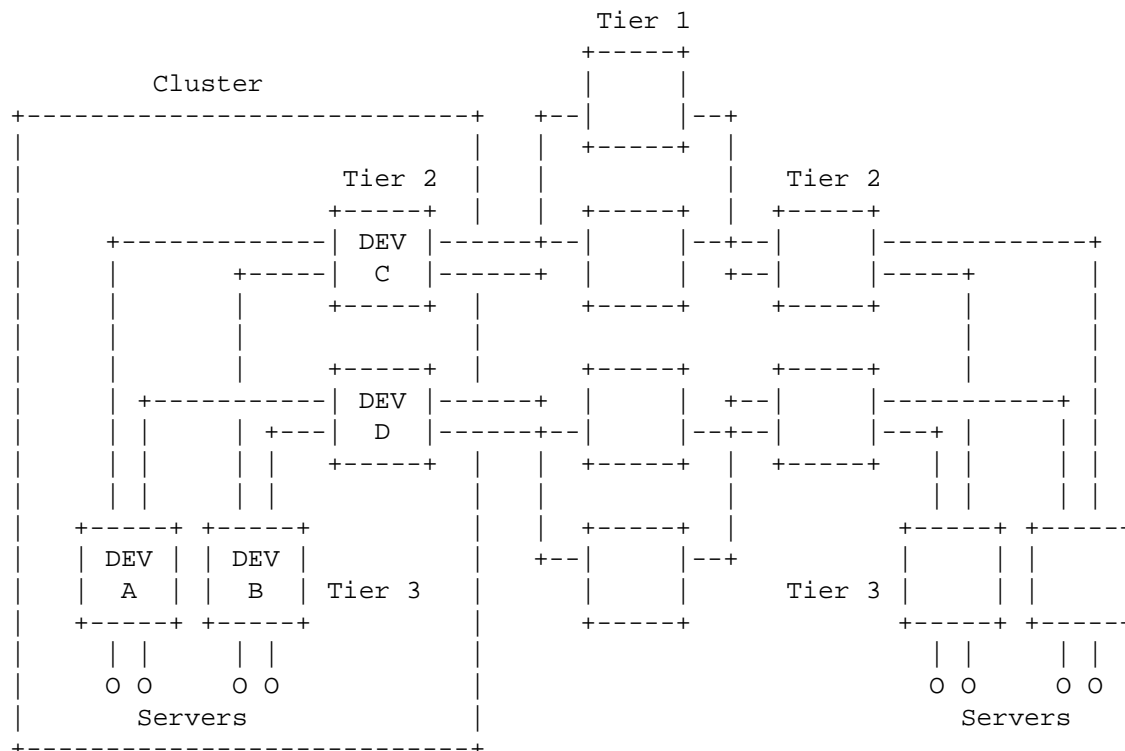 Tier 1
Cluster
Tier 2 Tier 2
DEV
C
DEV
D
DEV DEV
A B Tier 3 Tier 3
O O O O O O O O
Servers Servers